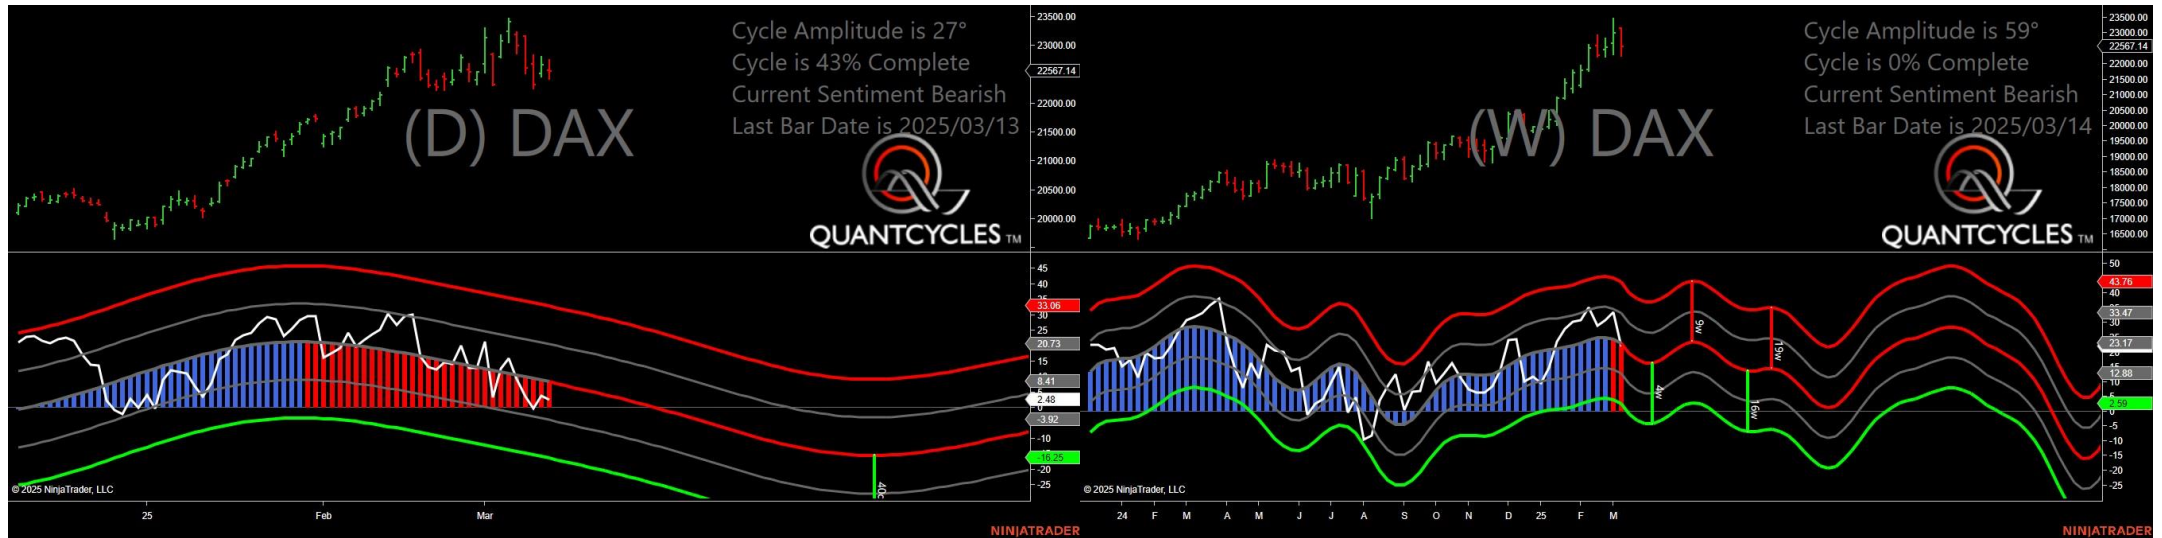 Cycle Amplitude is 27°
Cycle is 43% Complete
Current Sentiment Bearish
Last Bar Date is 2025/03/13
(D) DAX
QUANTCYCLES TM
23500.00
23000.00
22567.14
22000.00
21500.00
21000.00
20500.00
20000.00
45
40
33.06
30
25
20.73
15
8.41
2.48
0
-3.92
-10
-16.25
-20
-25
© 2025 NinjaTrader, LLC
25
Feb
Mar
NINJATRADER
Cycle Amplitude is 59°
Cycle is 0% Complete
Current Sentiment Bearish
Last Bar Date is 2025/03/14
(W) DAX
QUANTCYCLES TM
23500.00
23000.00
22567.14
22000.00
21500.00
21000.00
20500.00
20000.00
19500.00
19000.00
18500.00
18000.00
17500.00
17000.00
16500.00
50
43.76
40
33.47
30
23.17
12.88
10
5
2.59
0
-5
-10
-15
-20
-25
4w
9w
16w
19w
© 2025 NinjaTrader, LLC
24 F M A M J J A S O N D 25 F M
NINJATRADER